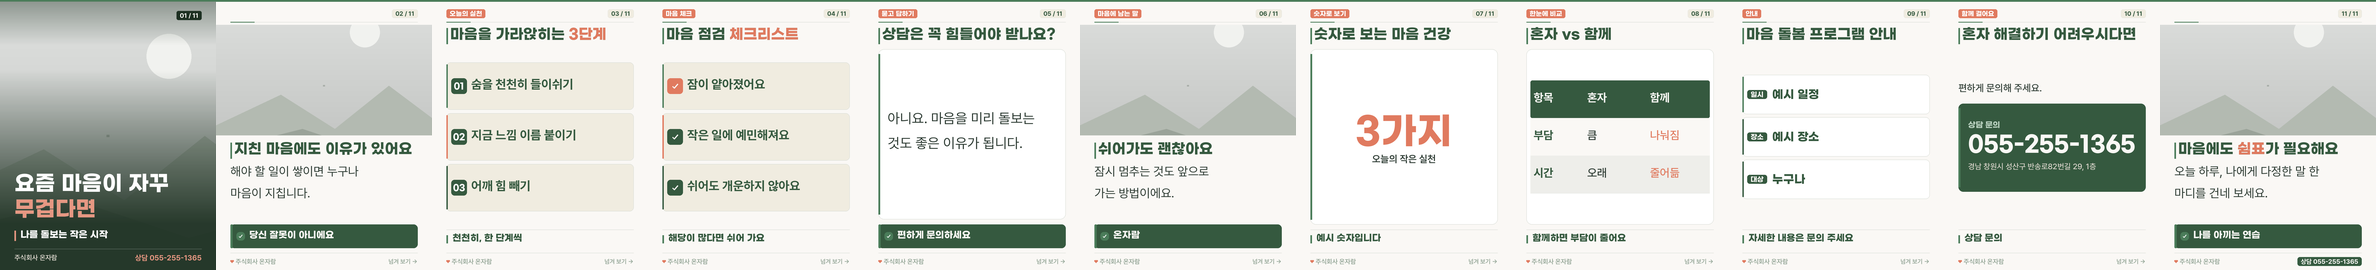 01 / 11
요즘 마음이 자꾸
무겁다면
나를 돌보는 작은 시작
주식회사 온자람
상담 055-255-1365
02 / 11
지친 마음에도 이유가 있어요
해야 할 일이 쌓이면 누구나
마음이 지칩니다.
당신 잘못이 아니에요
주식회사 온자람
넘겨 보기 →
오늘의 실천
03 / 11
마음을 가라앉히는 3단계
01 숨을 천천히 들이쉬기
02 지금 느낌 이름 붙이기
03 어깨 힘 빼기
천천히, 한 단계씩
주식회사 온자람
넘겨 보기 →
마음 체크
04 / 11
마음 점검 체크리스트
잠이 얕아졌어요
작은 일에 예민해져요
쉬어도 개운하지 않아요
해당이 많다면 쉬어 가요
주식회사 온자람
넘겨 보기 →
묻고 답하기
05 / 11
상담은 꼭 힘들어야 받나요?
아니요. 마음을 미리 돌보는
것도 좋은 이유가 됩니다.
편하게 문의하세요
주식회사 온자람
넘겨 보기 →
마음에 남는 말
06 / 11
쉬어가도 괜찮아요
잠시 멈추는 것도 앞으로
가는 방법이에요.
온자람
주식회사 온자람
넘겨 보기 →
숫자로 보기
07 / 11
숫자로 보는 마음 건강
3가지
오늘의 작은 실천
예시 숫자입니다
주식회사 온자람
넘겨 보기 →
한눈에 비교
08 / 11
혼자 vs 함께
항목 혼자 함께
부담 큼 나눠짐
시간 오래 줄어듦
함께하면 부담이 줄어요
주식회사 온자람
넘겨 보기 →
안내
09 / 11
마음 돌봄 프로그램 안내
일시 예시 일정
장소 예시 장소
대상 누구나
자세한 내용은 문의 주세요
주식회사 온자람
넘겨 보기 →
함께 걸어요
10 / 11
혼자 해결하기 어려우시다면
편하게 문의해 주세요.
상담 문의
055-255-1365
경남 창원시 성산구 반송로82번길 29, 1층
상담 문의
주식회사 온자람
넘겨 보기 →
11 / 11
마음에도 쉼표가 필요해요
오늘 하루, 나에게 다정한 말 한
마디를 건네 보세요.
나를 아끼는 연습
주식회사 온자람
상담 055-255-1365